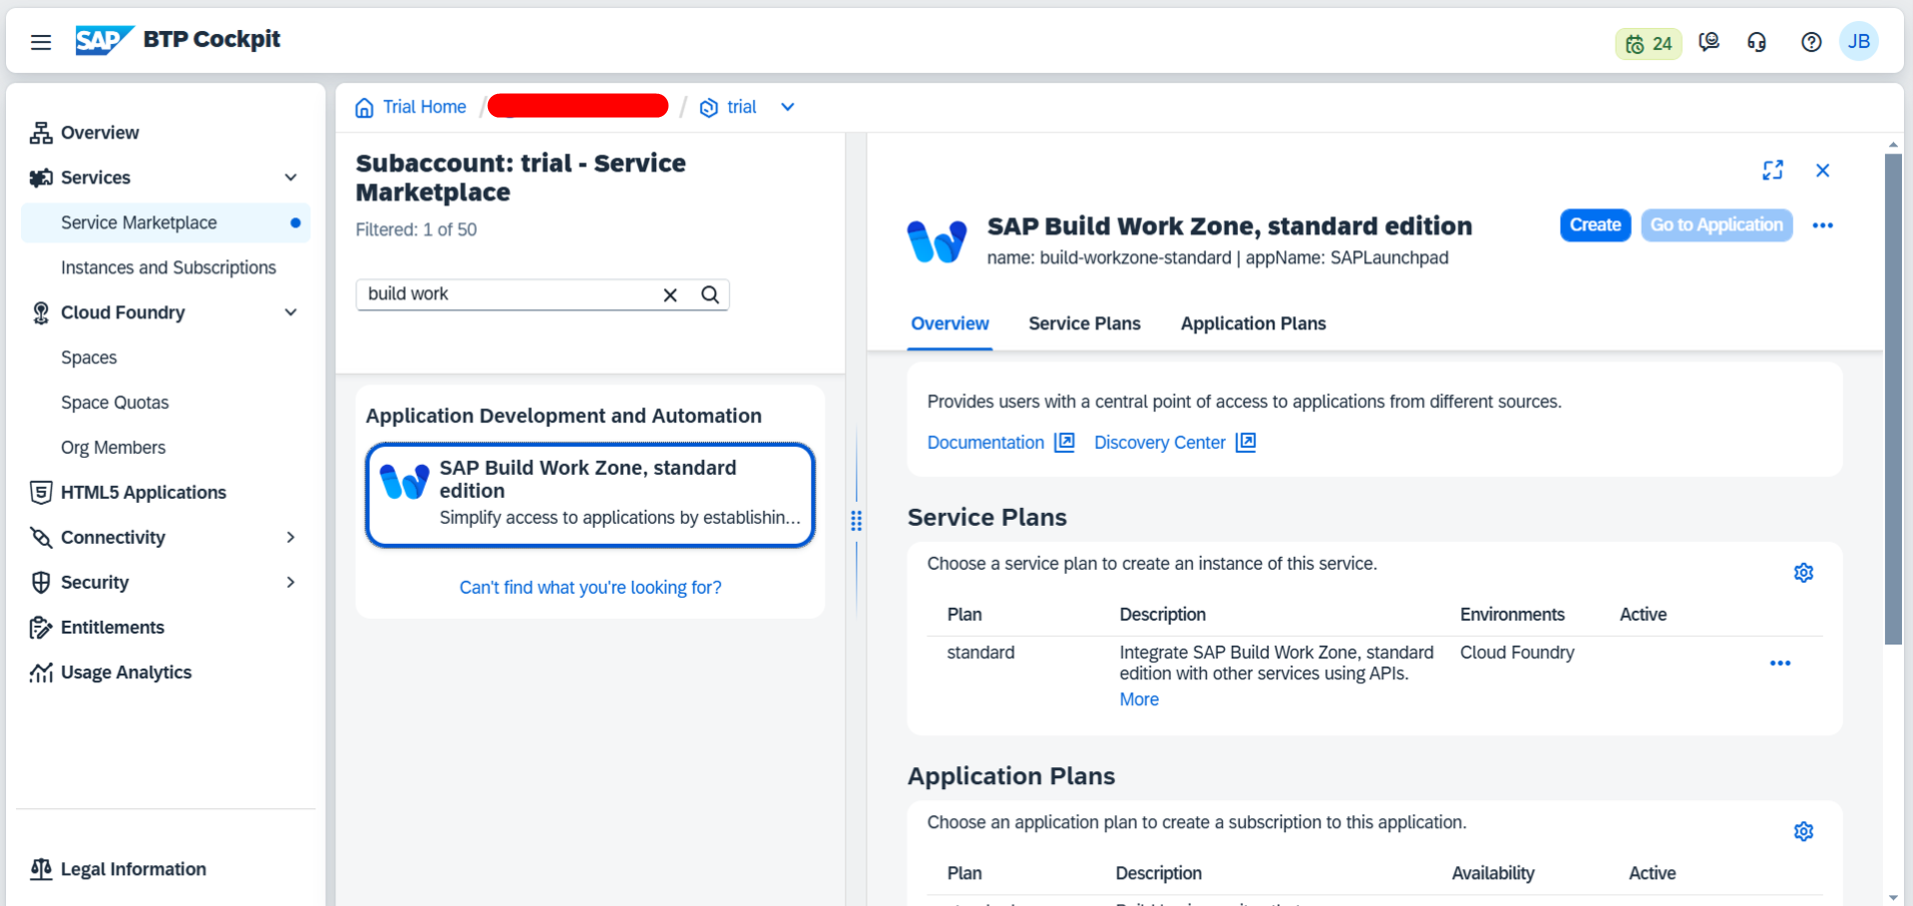 SAP BTP Cockpit
24
JB
Overview
Services
Service Marketplace
Instances and Subscriptions
Cloud Foundry
Spaces
Space Quotas
Org Members
HTML5 Applications
Connectivity
Security
Entitlements
Usage Analytics
Legal Information
Trial Home / / trial
Subaccount: trial - Service
Marketplace
Filtered: 1 of 50
build work
Application Development and Automation
SAP Build Work Zone, standard
edition
Simplify access to applications by establishin...
Can't find what you're looking for?
SAP Build Work Zone, standard edition
name: build-workzone-standard | appName: SAPLaunchpad
Create
Go to Application
Overview
Service Plans
Application Plans
Provides users with a central point of access to applications from different sources.
Documentation
Discovery Center
Service Plans
Choose a service plan to create an instance of this service.
Plan Description Environments Active
standard Integrate SAP Build Work Zone, standard Cloud Foundry
edition with other services using APIs.
More
Application Plans
Choose an application plan to create a subscription to this application.
Plan Description Availability Active